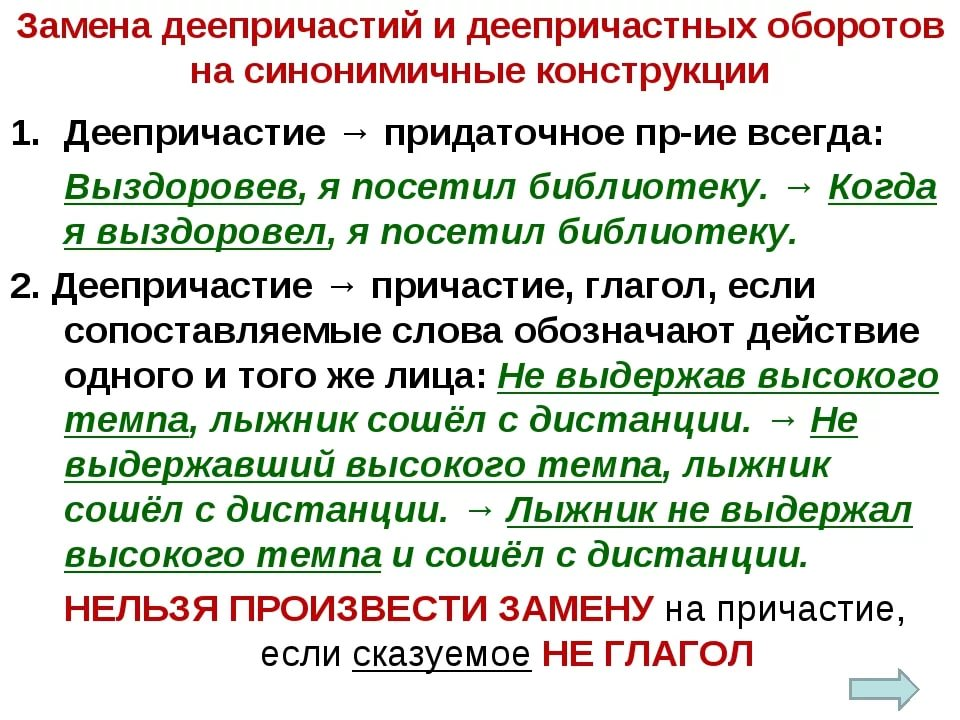 Замена деепричастий и деепричастных оборотов
на синонимичные конструкции
1. Деепричастие → придаточное пр-ие всегда:
Выздоровев, я посетил библиотеку. → Когда
я выздоровел, я посетил библиотеку.
2. Деепричастие → причастие, глагол, если
сопоставляемые слова обозначают действие
одного и того же лица: Не выдержав высокого
темпа, лыжник сошёл с дистанции. → Не
выдержавший высокого темпа, лыжник
сошёл с дистанции. → Лыжник не выдержал
высокого темпа и сошёл с дистанции.
НЕЛЬЗЯ ПРОИЗВЕСТИ ЗАМЕНУ на причастие,
если сказуемое НЕ ГЛАГОЛ